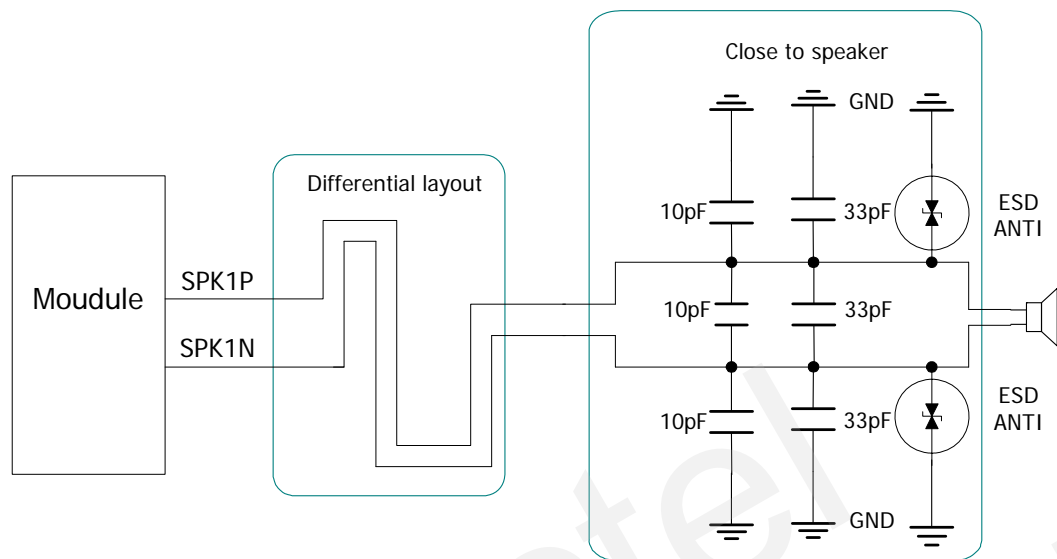 Close to speaker
GND
Differential layout
10pF
33pF
ESD
ANTI
SPK1P
Moudule
10pF
33pF
SPK1N
10pF
33pF
ESD
ANTI
GND